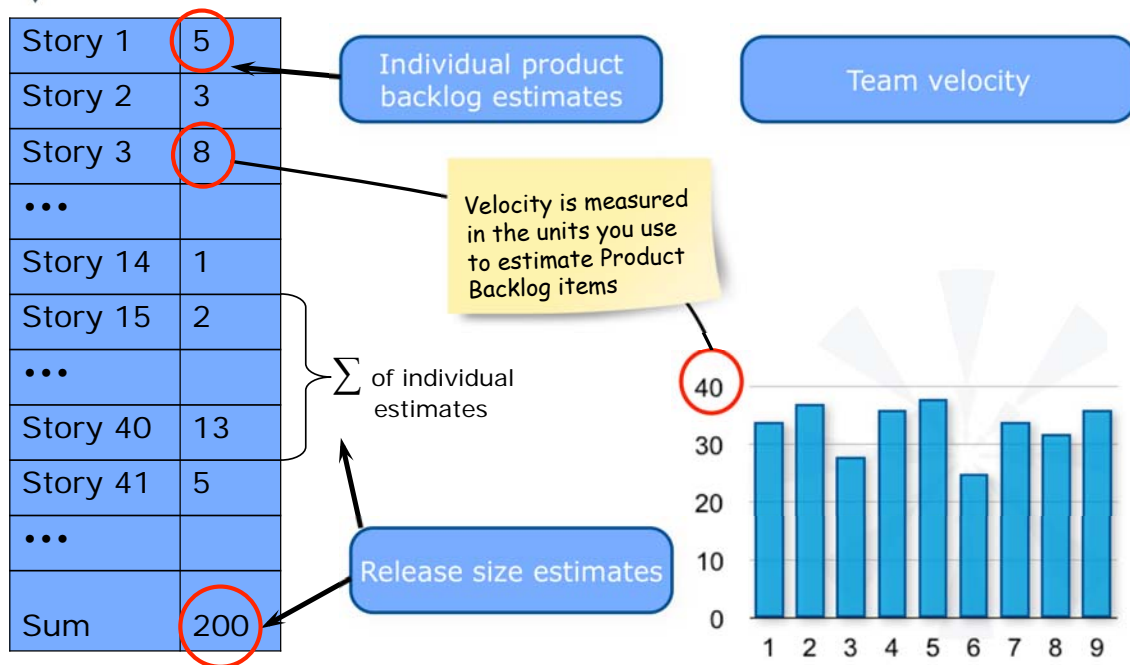 Story 1 5
Story 2 3
Story 3 8
•••
Story 14 1
Story 15 2
•••
Story 40 13
Story 41 5
•••
Sum 200
Individual product
backlog estimates
Team velocity
Velocity is measured
in the units you use
to estimate Product
Backlog items
∑ of individual
estimates
Release size estimates
40
30
20
10
0
1 2 3 4 5 6 7 8 9